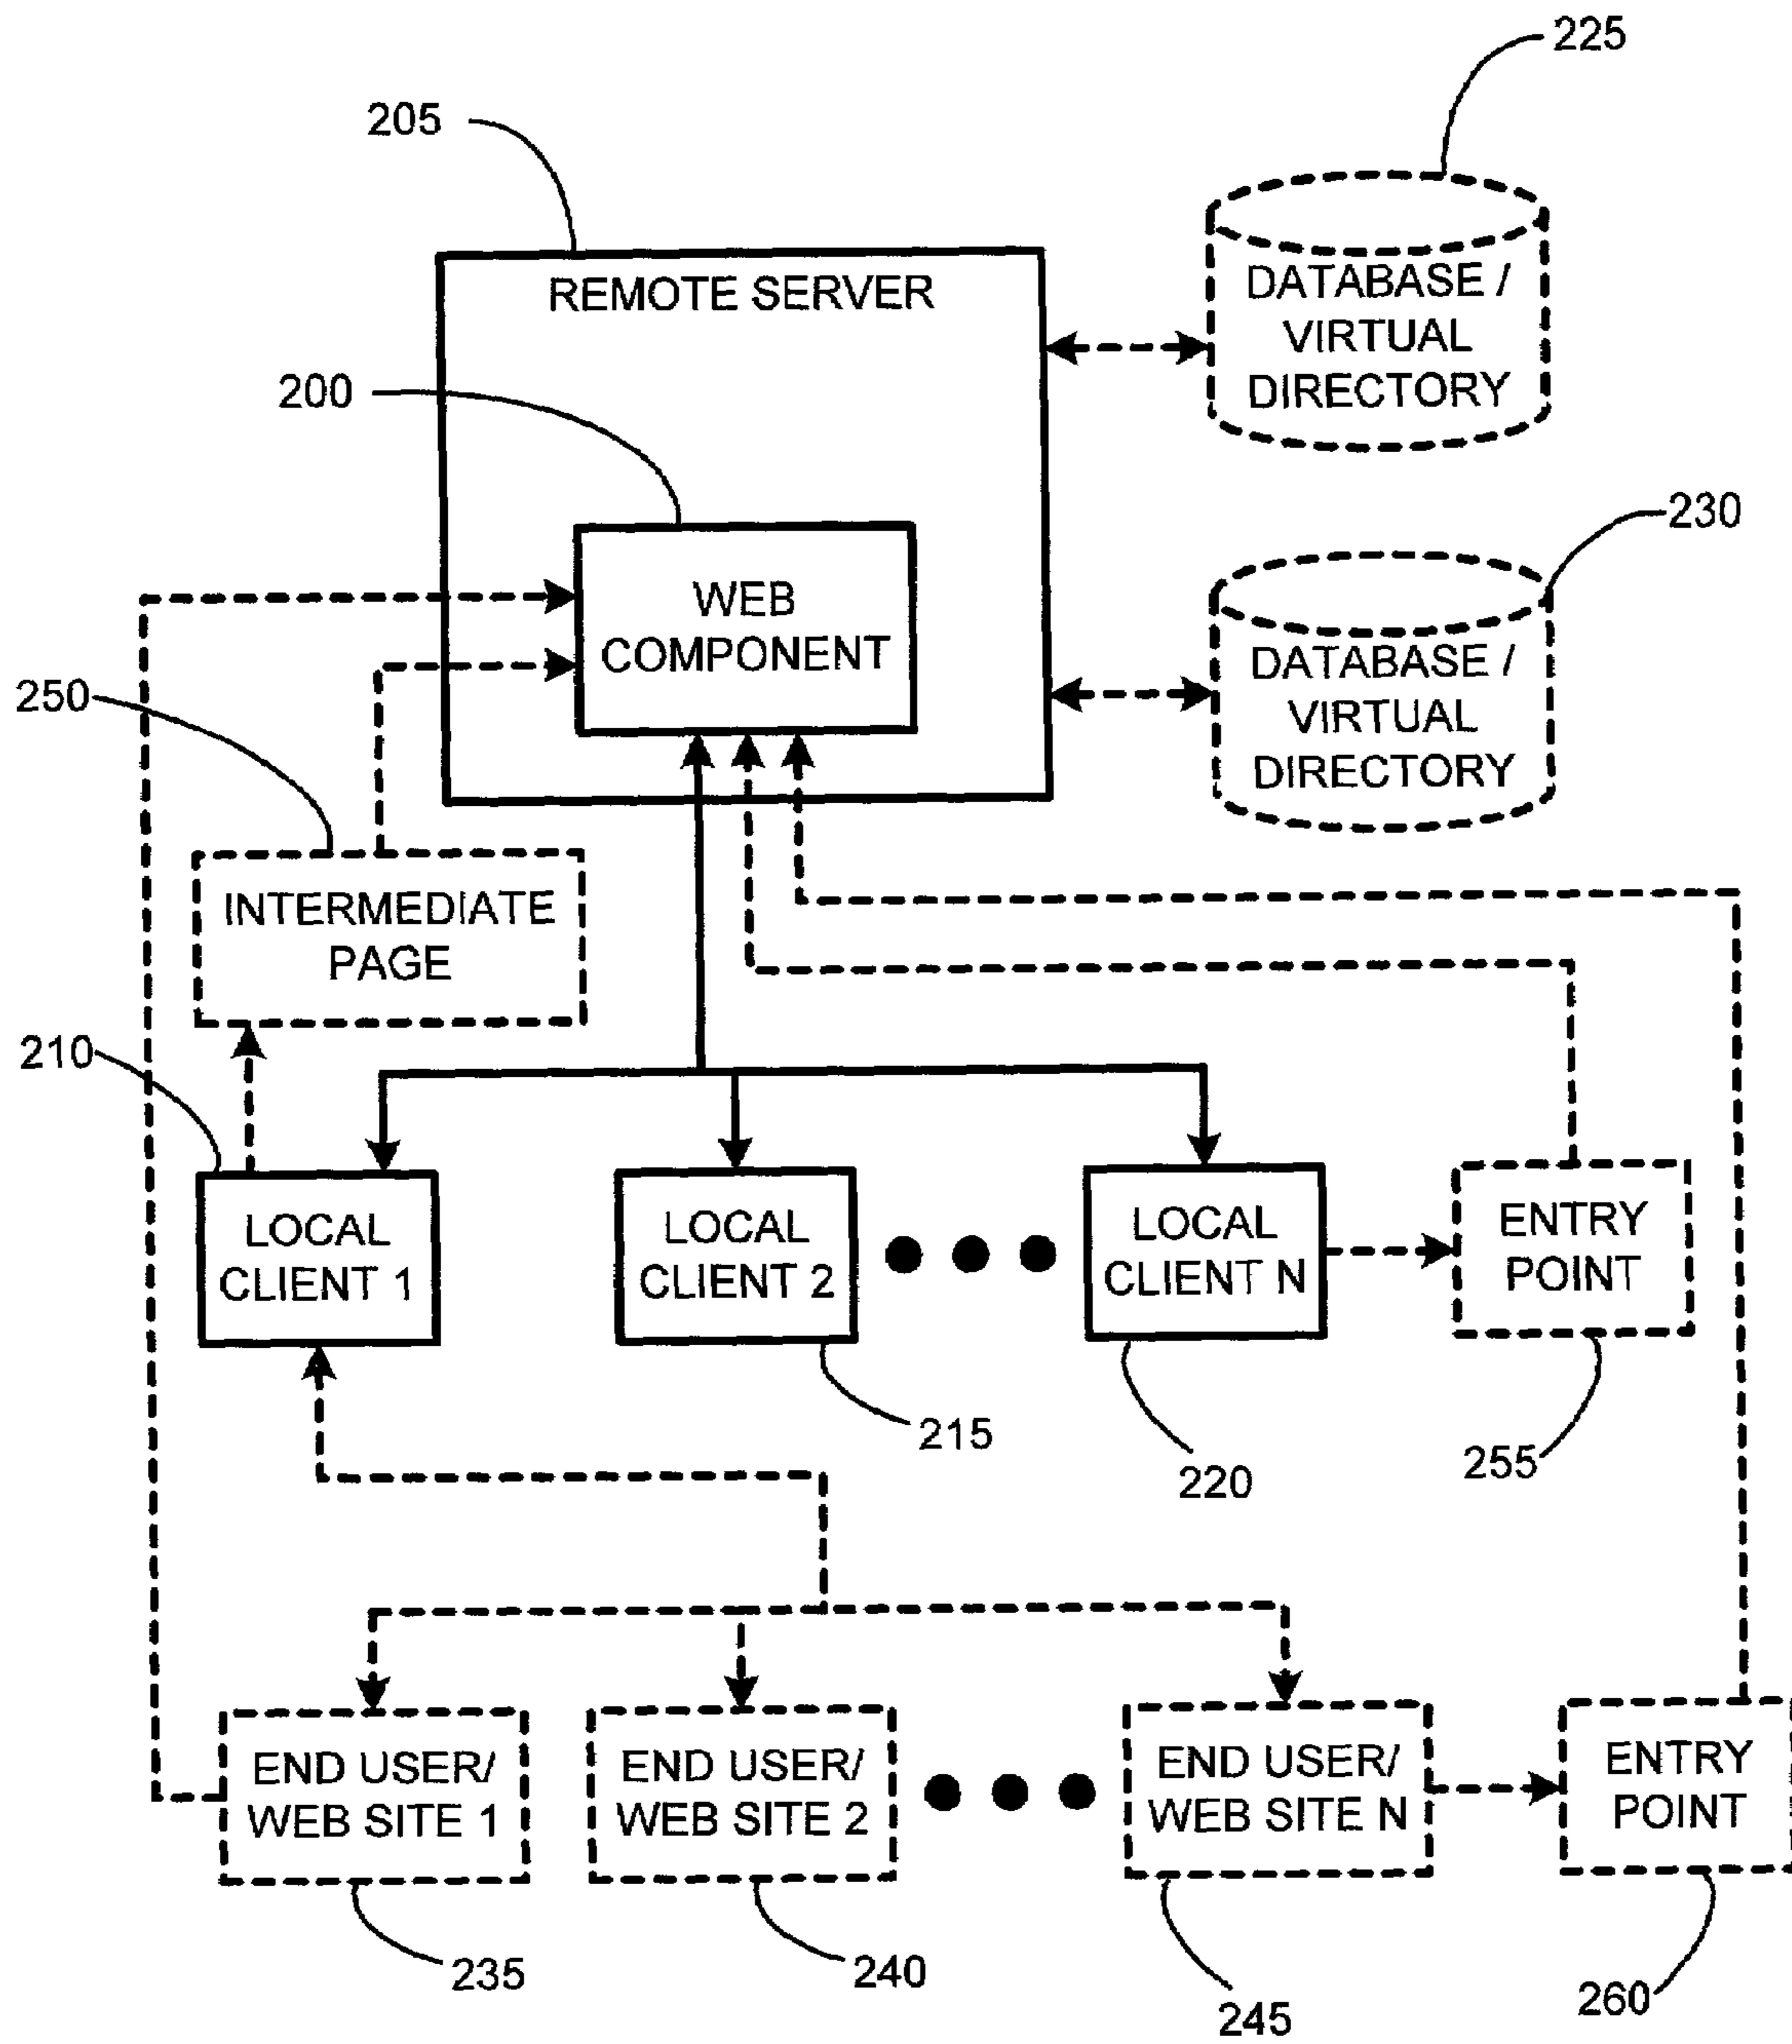 225
205
REMOTE SERVER
DATABASE /
VIRTUAL
DIRECTORY
200
230
WEB
COMPONENT
DATABASE /
VIRTUAL
DIRECTORY
250
INTERMEDIATE
PAGE
210
LOCAL
CLIENT 1
LOCAL
CLIENT 2
LOCAL
CLIENT N
ENTRY
POINT
215
220
255
END USER/
WEB SITE 1
END USER/
WEB SITE 2
END USER/
WEB SITE N
ENTRY
POINT
235
240
245
260